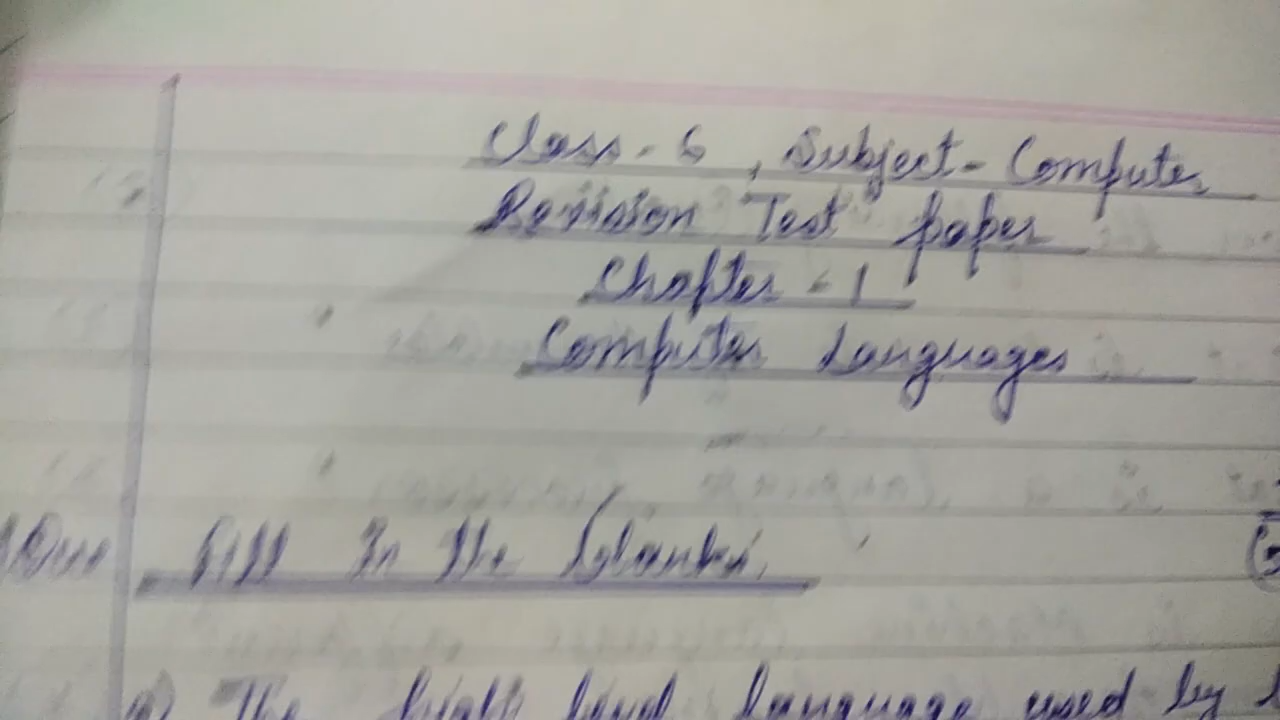 Class - 6 , Subject - Computer
Revision Test paper
Chapter - 1
Computer Languages
Que Fill In the blanks.
a) The high level language used by